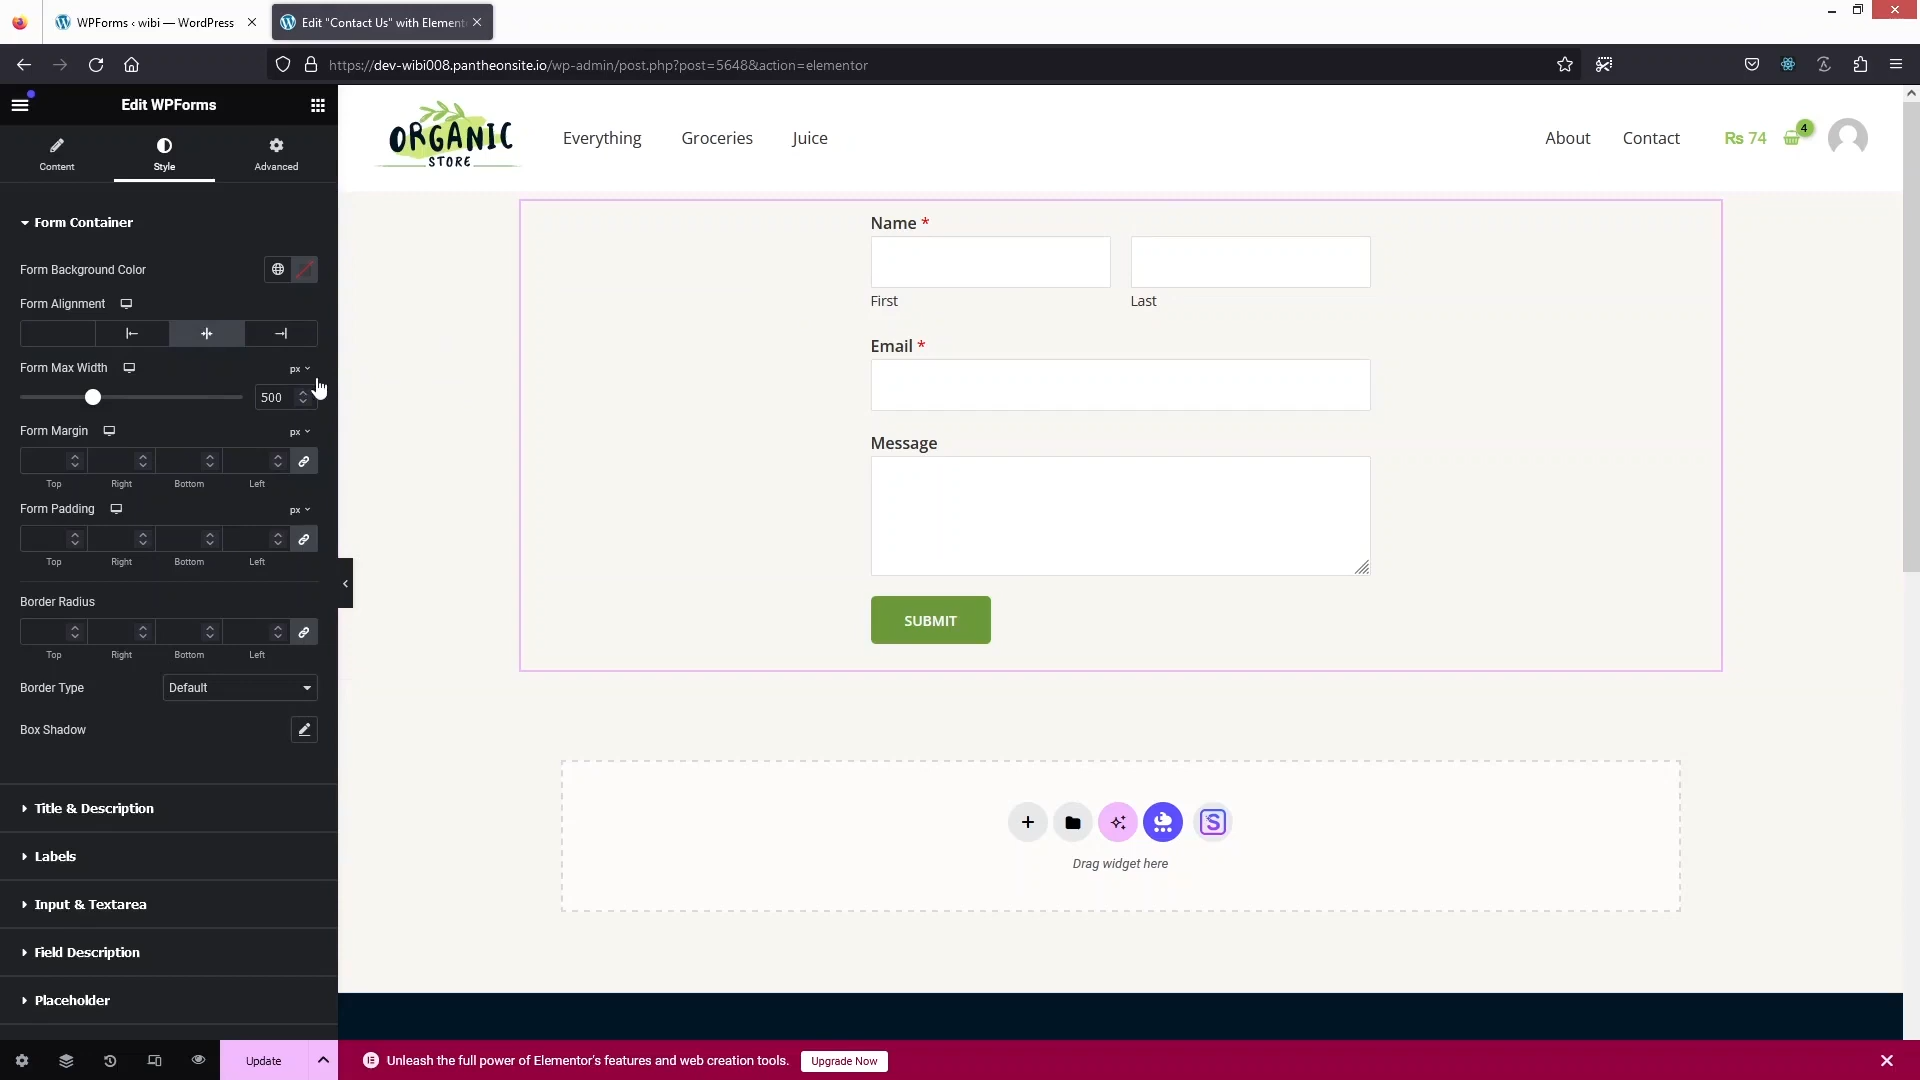 WPForms ‹ wibi — WordPress
Edit "Contact Us" with Element
https://dev-wibi008.pantheonsite.io/wp-admin/post.php?post=5648&action=elementor
Edit WPForms
Content
Style
Advanced
Form Container
Form Background Color
Form Alignment
Form Max Width
px
500
Form Margin
px
Top Right Bottom Left
Form Padding
px
Top Right Bottom Left
Border Radius
Top Right Bottom Left
Border Type
Default
Box Shadow
Title & Description
Labels
Input & Textarea
Field Description
Placeholder
Update
ORGANIC
STORE
Everything
Groceries
Juice
About
Contact
₨ 74
4
Name *
First
Last
Email *
Message
SUBMIT
Drag widget here
Unleash the full power of Elementor's features and web creation tools.
Upgrade Now